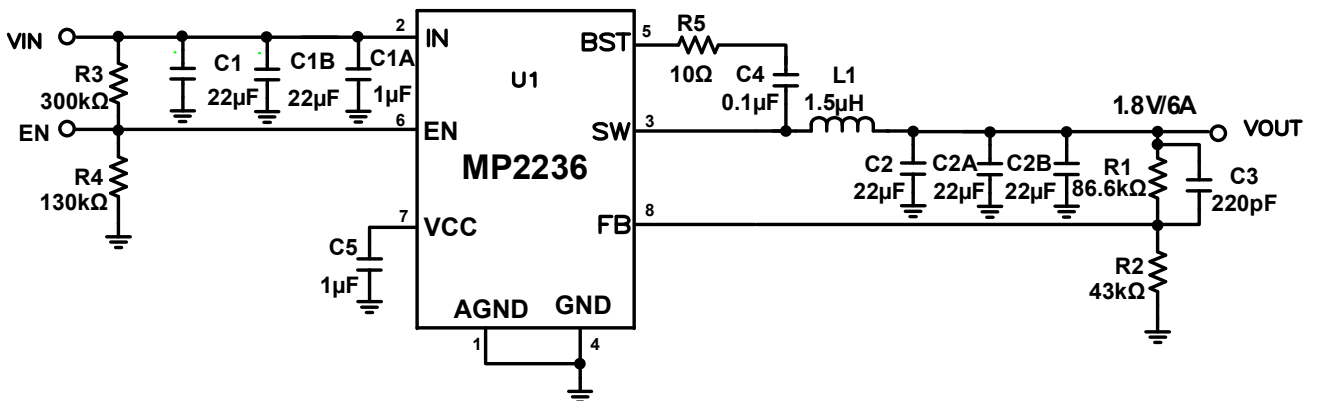 VIN
2
IN
BST
5
R5
10Ω
C4
0.1µF
L1
1.5µH
R3
300kΩ
C1
22µF
C1B
22µF
C1A
1µF
U1
1.8V/6A
VOUT
EN
6
EN
SW
3
MP2236
R4
130kΩ
C2
22µF
C2A
22µF
C2B
22µF
R1
86.6kΩ
C3
220pF
7
VCC
FB
8
C5
1µF
R2
43kΩ
AGND
GND
1
4